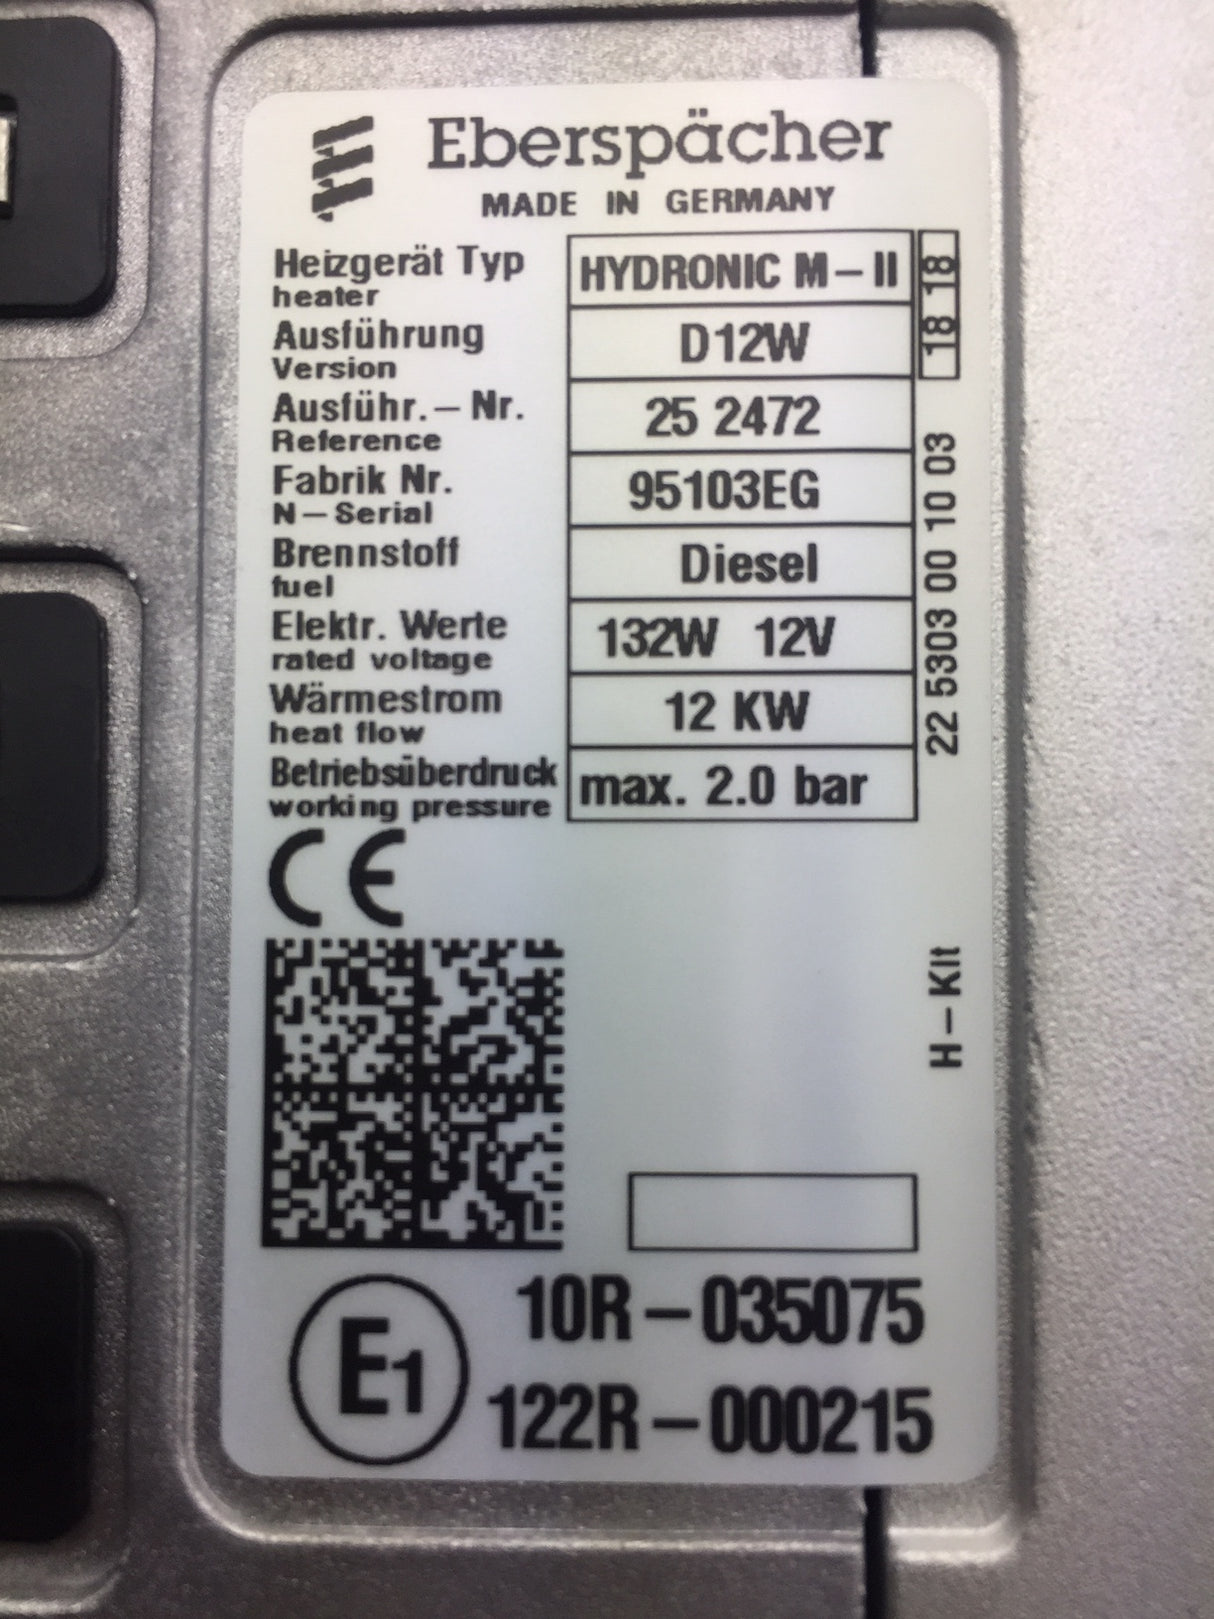 Eberspächer
MADE IN GERMANY
Heizgerät Typ HYDRONIC M – II
heater
Ausführung D12W
Version
Ausführ. – Nr. 25 2472
Reference
Fabrik Nr. 95103EG
N – Serial
Brennstoff Diesel
fuel
Elektr. Werte 132W 12V
rated voltage
Wärmestrom 12 KW
heat flow
Betriebsüberdruck max. 2.0 bar
working pressure
18 18
22 5303 00 10 03
CE
H – Kit
10R – 035075
E1
122R – 000215